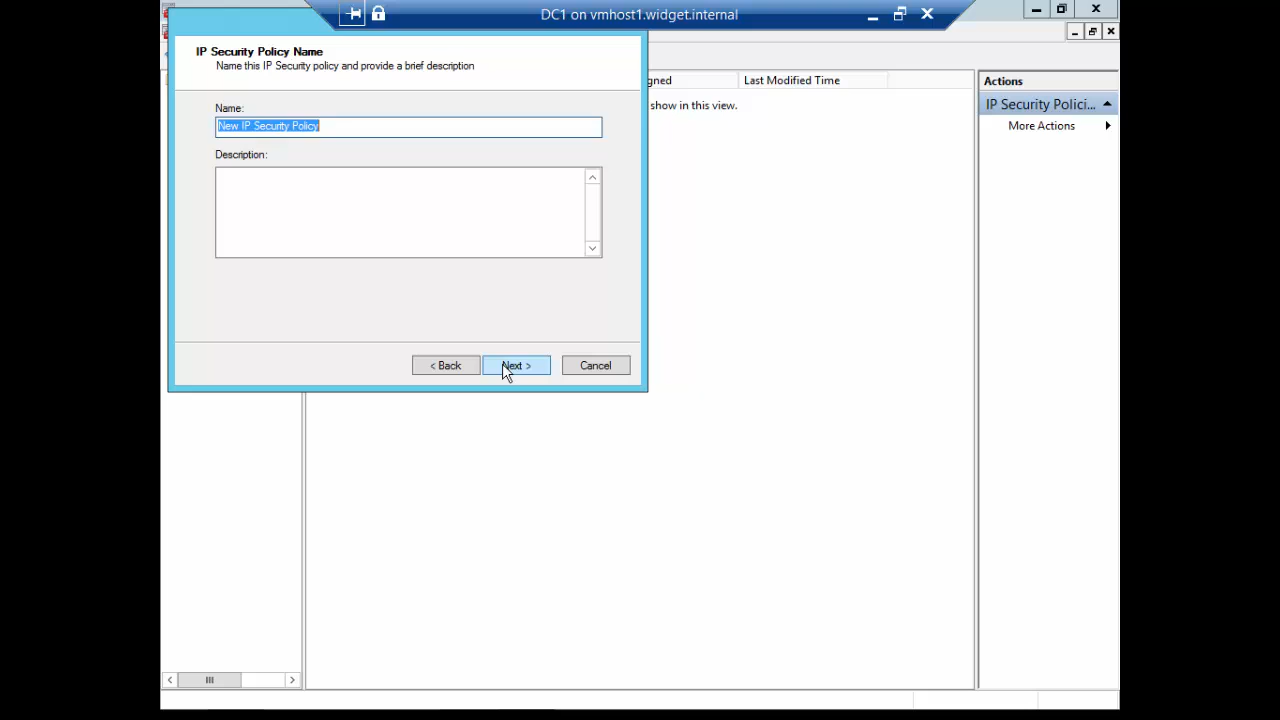 DC1 on vmhost1.widget.internal
IP Security Policy Name
Name this IP Security policy and provide a brief description
Name:
New IP Security Policy
Description:
< Back
Next >
Cancel
gned
Last Modified Time
show in this view.
Actions
IP Security Polici...
More Actions